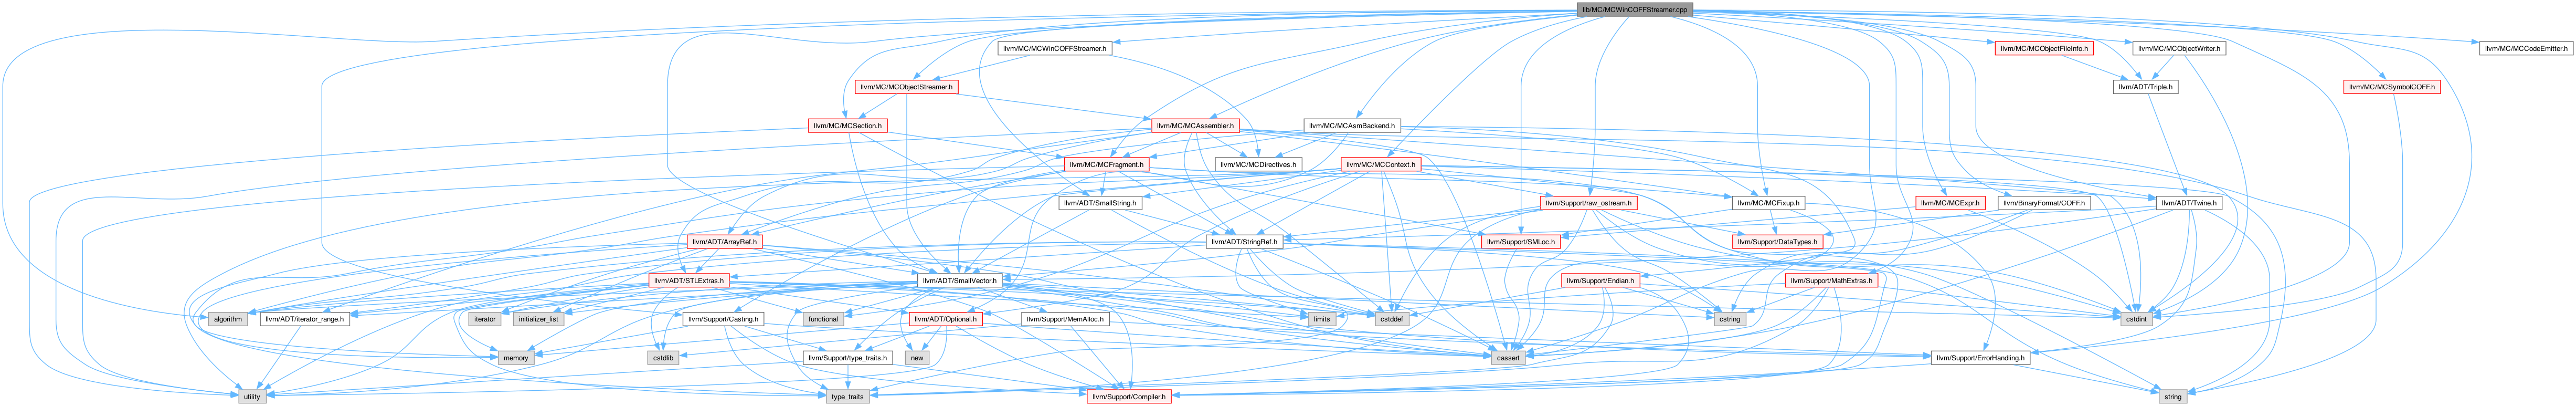 lib/MC/MCWinCOFFStreamer.cpp
llvm/MC/MCWinCOFFStreamer.h
llvm/MC/MCObjectFileInfo.h
llvm/MC/MCObjectWriter.h
llvm/MC/MCCodeEmitter.h
llvm/MC/MCObjectStreamer.h
llvm/ADT/Triple.h
llvm/MC/MCSymbolCOFF.h
llvm/MC/MCSection.h
llvm/MC/MCAssembler.h
llvm/MC/MCAsmBackend.h
llvm/MC/MCFragment.h
llvm/MC/MCDirectives.h
llvm/MC/MCContext.h
llvm/ADT/SmallString.h
llvm/Support/raw_ostream.h
llvm/MC/MCFixup.h
llvm/MC/MCExpr.h
llvm/BinaryFormat/COFF.h
llvm/ADT/Twine.h
llvm/ADT/ArrayRef.h
llvm/ADT/StringRef.h
llvm/Support/SMLoc.h
llvm/Support/DataTypes.h
llvm/ADT/STLExtras.h
llvm/ADT/SmallVector.h
llvm/Support/Endian.h
llvm/Support/MathExtras.h
algorithm
llvm/ADT/iterator_range.h
iterator
initializer_list
llvm/Support/Casting.h
functional
llvm/ADT/Optional.h
llvm/Support/MemAlloc.h
limits
cstddef
cstring
cstdint
memory
cstdlib
llvm/Support/type_traits.h
new
cassert
llvm/Support/ErrorHandling.h
utility
type_traits
llvm/Support/Compiler.h
string